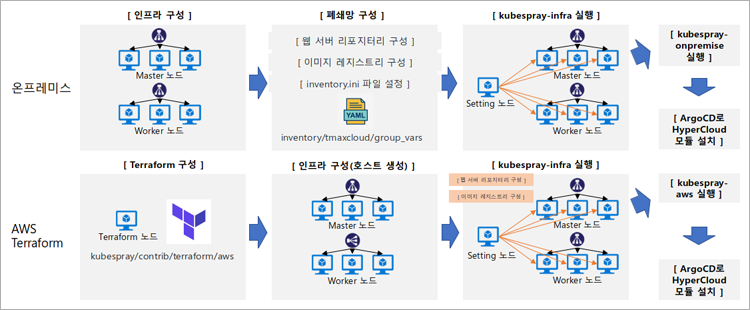 온프레미스
[ 인프라 구성 ]
Master 노드
Worker 노드
[ 폐쇄망 구성 ]
[ 웹 서버 리포지터리 구성 ]
[ 이미지 레지스트리 구성 ]
[ inventory.ini 파일 설정 ]
YAML
inventory/tmaxcloud/group_vars
[ kubespray-infra 실행 ]
Setting 노드
Master 노드
Worker 노드
[ kubespray-
onpremise
실행 ]
[ ArgoCD로
HyperCloud
모듈 설치 ]
AWS
Terraform
[ Terraform 구성 ]
Terraform 노드
kubespray/contrib/terraform/aws
[ 인프라 구성(호스트 생성) ]
Master 노드
Worker 노드
[ kubespray-infra 실행 ]
[ 웹 서버 리포지터리 구성 ]
[ 이미지 레지스트리 구성 ]
Setting 노드
Master 노드
Worker 노드
[ kubespray-
aws 실행 ]
[ ArgoCD로
HyperCloud
모듈 설치 ]